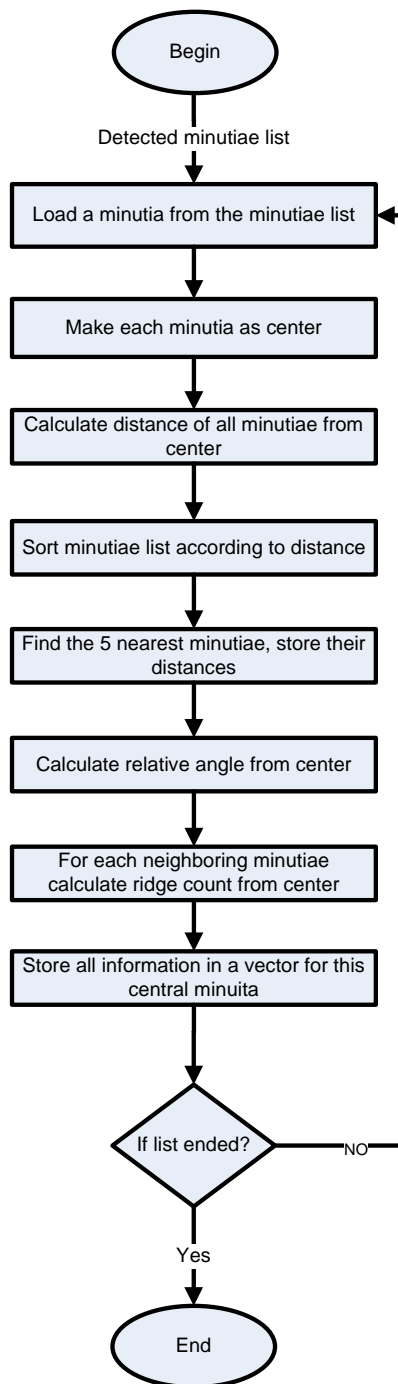 Begin
Detected minutiae list
Load a minutia from the minutiae list
Make each minutia as center
Calculate distance of all minutiae from
center
Sort minutiae list according to distance
Find the 5 nearest minutiae, store their
distances
Calculate relative angle from center
For each neighboring minutiae
calculate ridge count from center
Store all information in a vector for this
central minuita
If list ended?
NO
Yes
End